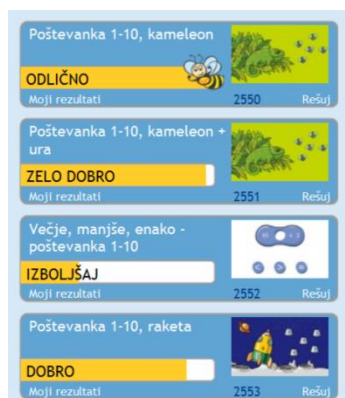 Poštevanka 1-10, kameleon
ODLIČNO
Moji rezultati 2550 Rešuj
Poštevanka 1-10, kameleon +
ura
ZELO DOBRO
Moji rezultati 2551 Rešuj
Večje, manjše, enako -
poštevanka 1-10
IZBOLJŠAJ
Moji rezultati 2552 Rešuj
Poštevanka 1-10, raketa
DOBRO
Moji rezultati 2553 Rešuj